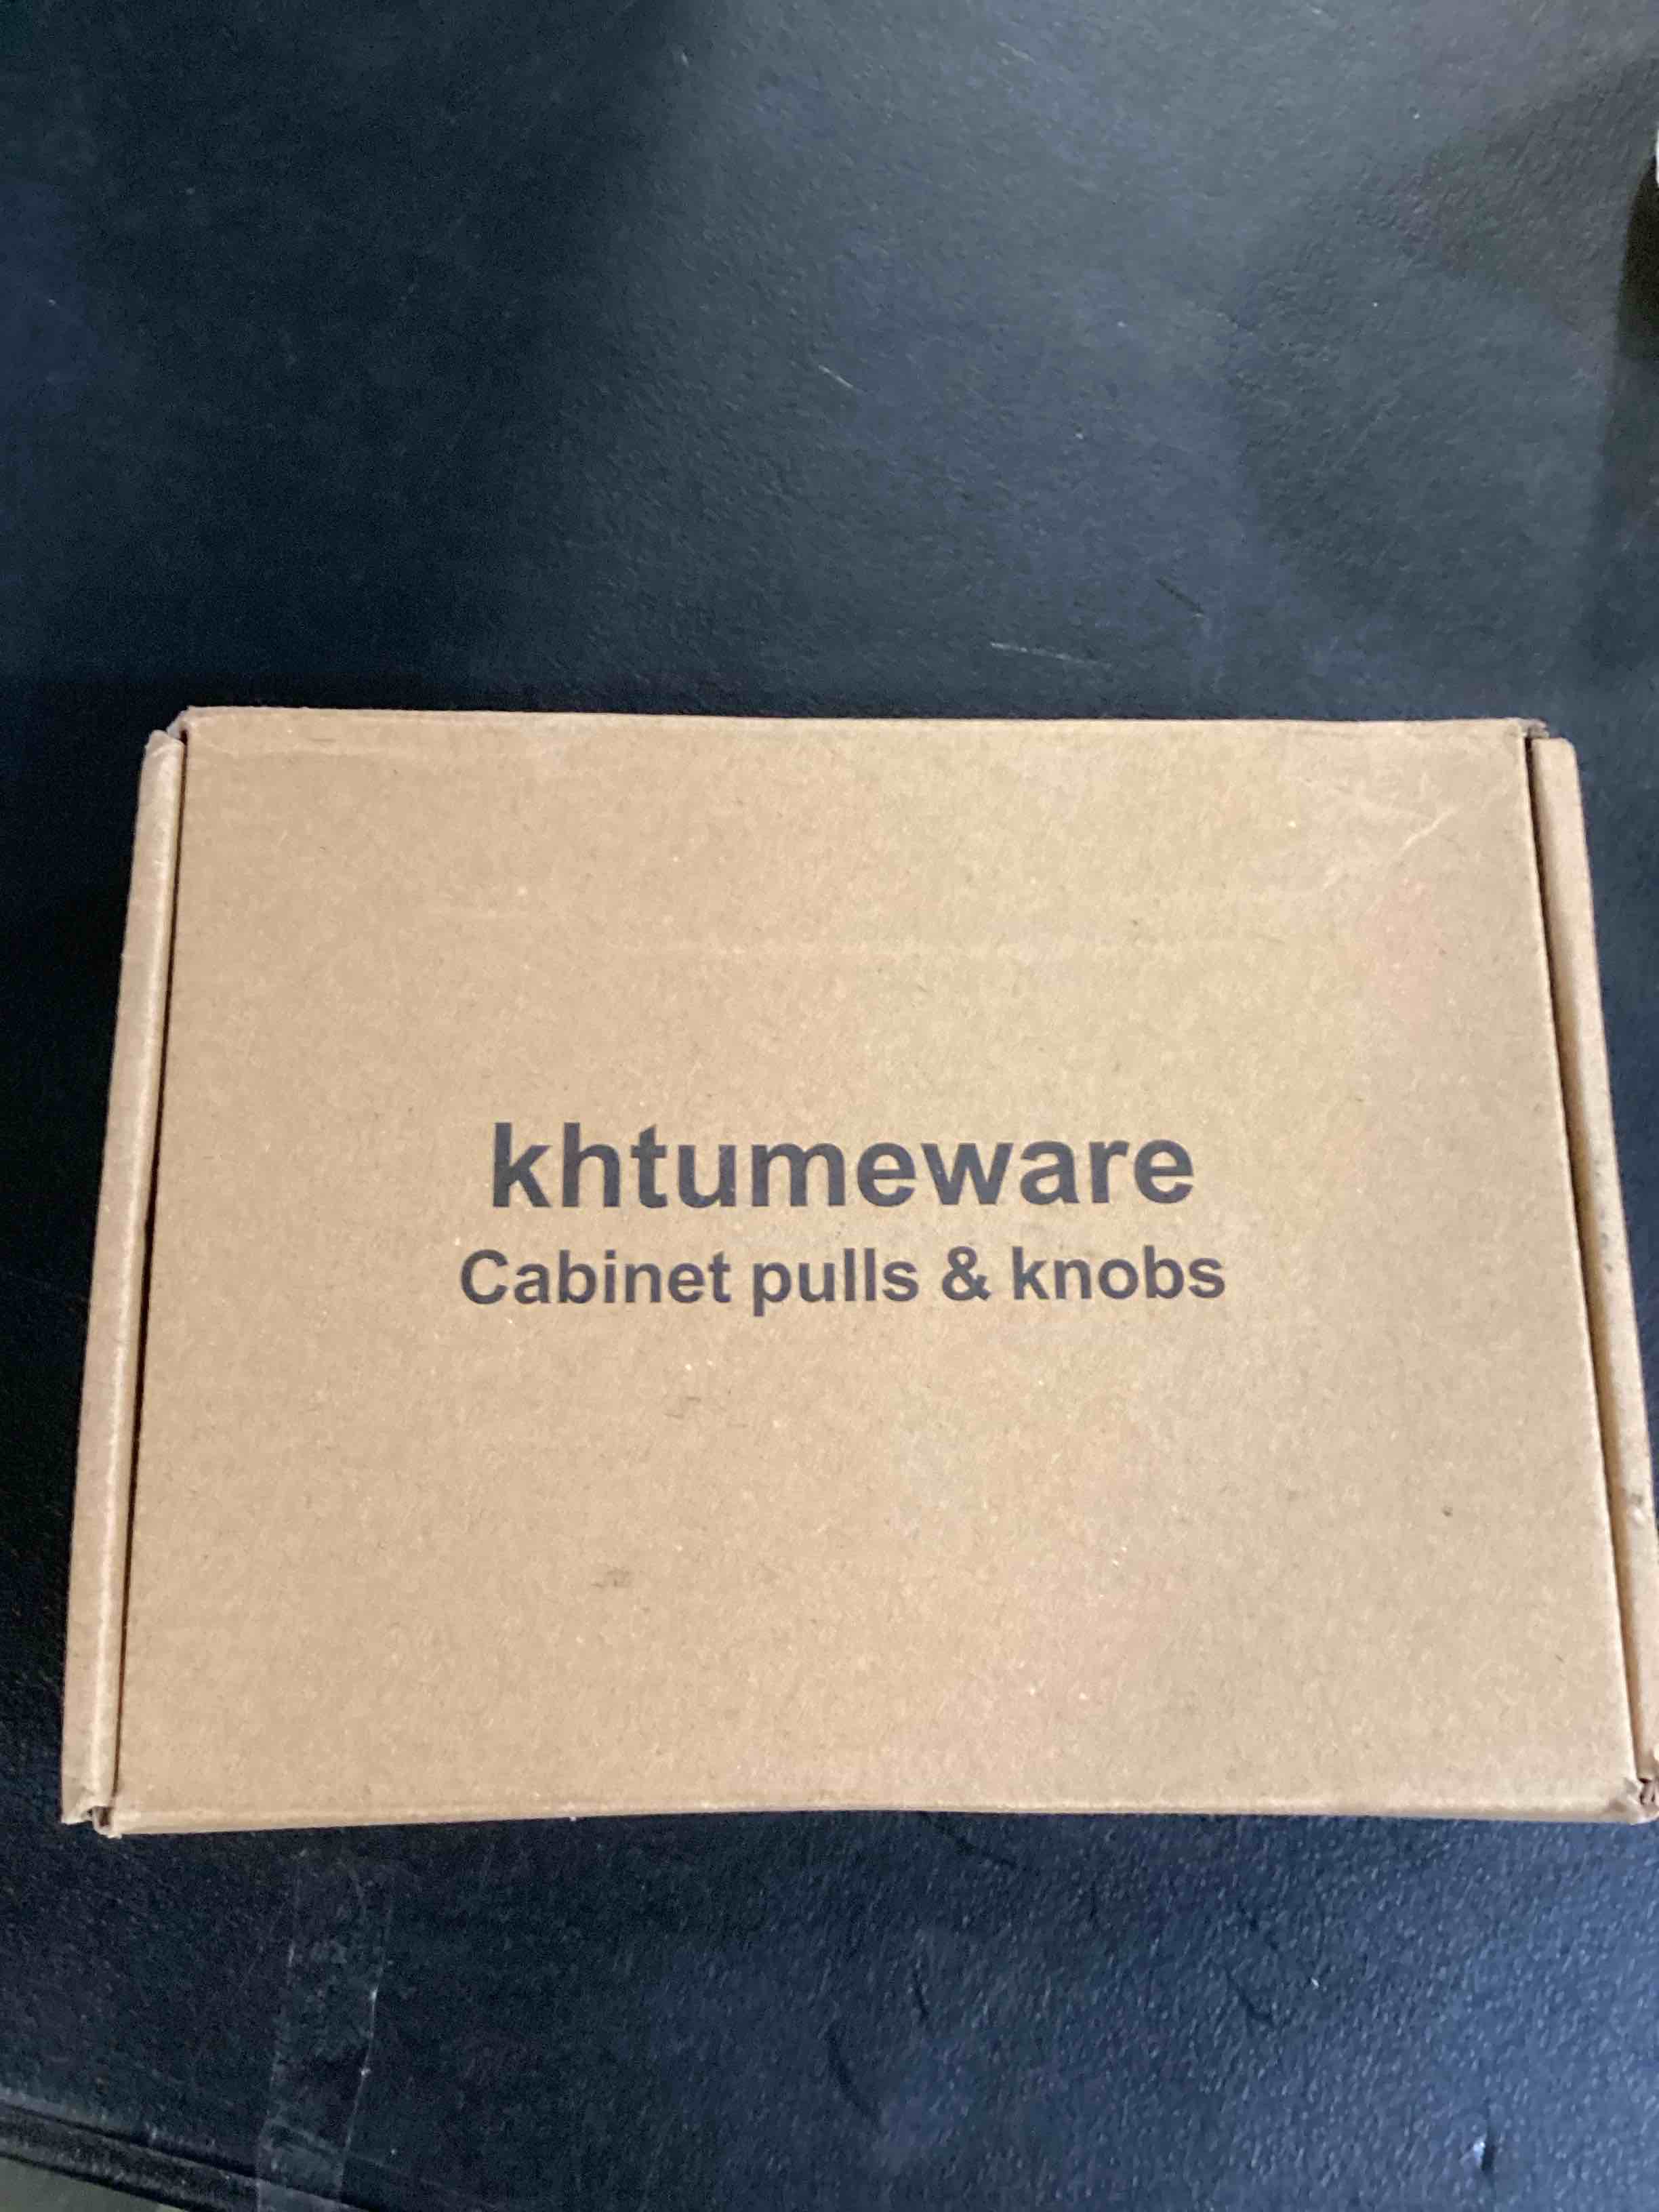 khtumeware
Cabinet pulls & knobs